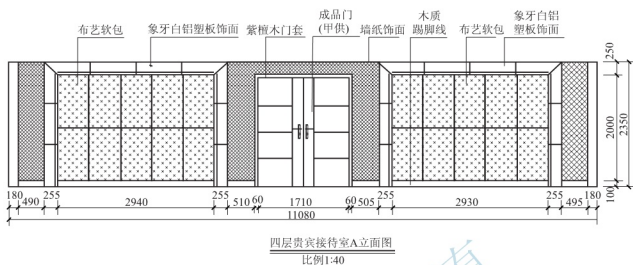 布艺软包
象牙白铝塑板饰面
紫檀木门套
成品门
(甲供)
墙纸饰面
木质
踢脚线
布艺软包
象牙白铝
塑板饰面
250
2000
2350
100
180 255 255 60 60 255 255 180
490 2940 510 1710 505 2930 495
11080
四层贵宾接待室A立面图
比例1:40